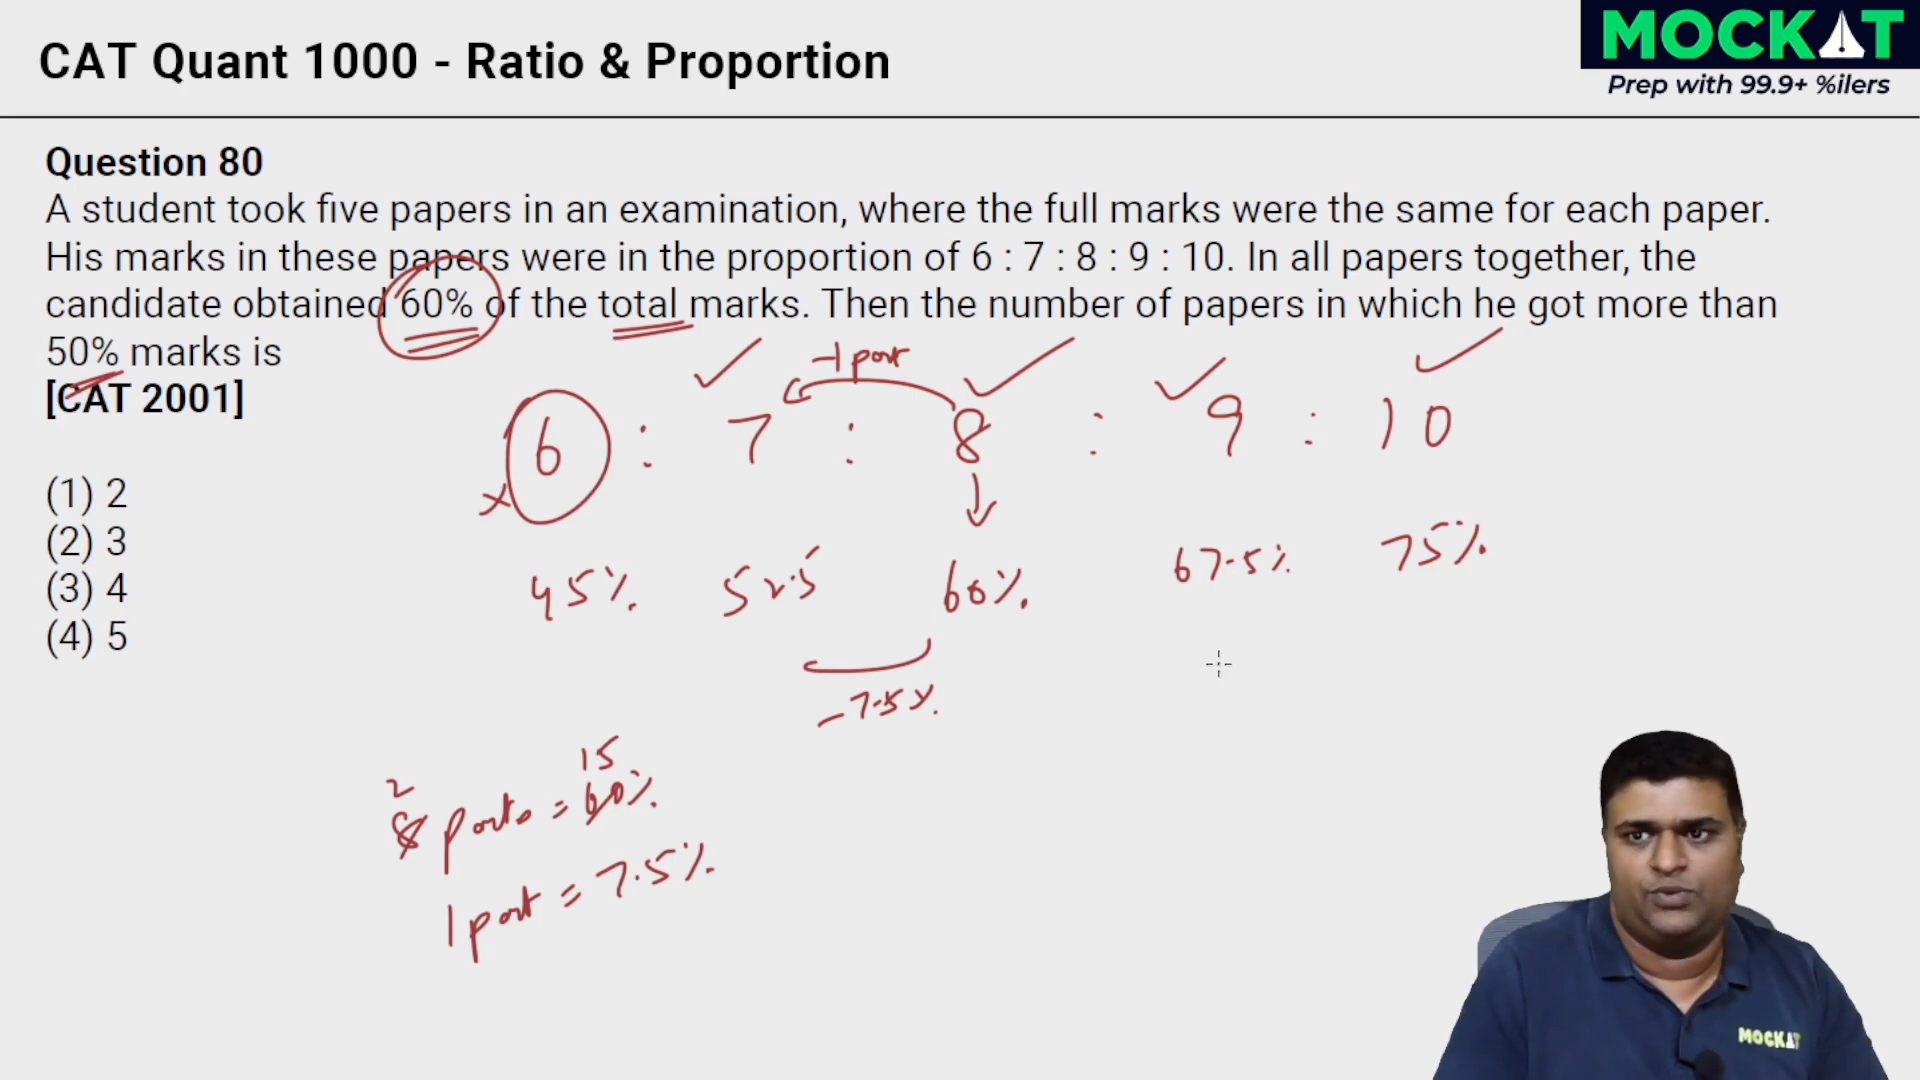 CAT Quant 1000 - Ratio & Proportion
MOCKAT
Prep with 99.9+ %ilers
Question 80
A student took five papers in an examination, where the full marks were the same for each paper.
His marks in these papers were in the proportion of 6 : 7 : 8 : 9 : 10. In all papers together, the
candidate obtained 60% of the total marks. Then the number of papers in which he got more than
50% marks is
[CAT 2001]
-1 part
6 : 7 : 8 : 9 : 10
(1) 2
(2) 3
(3) 4
(4) 5
45% 52.5 60% 67.5% 75%
-7.5%
2 15
8 parts = 60%
1 part = 7.5%
MOCKAT